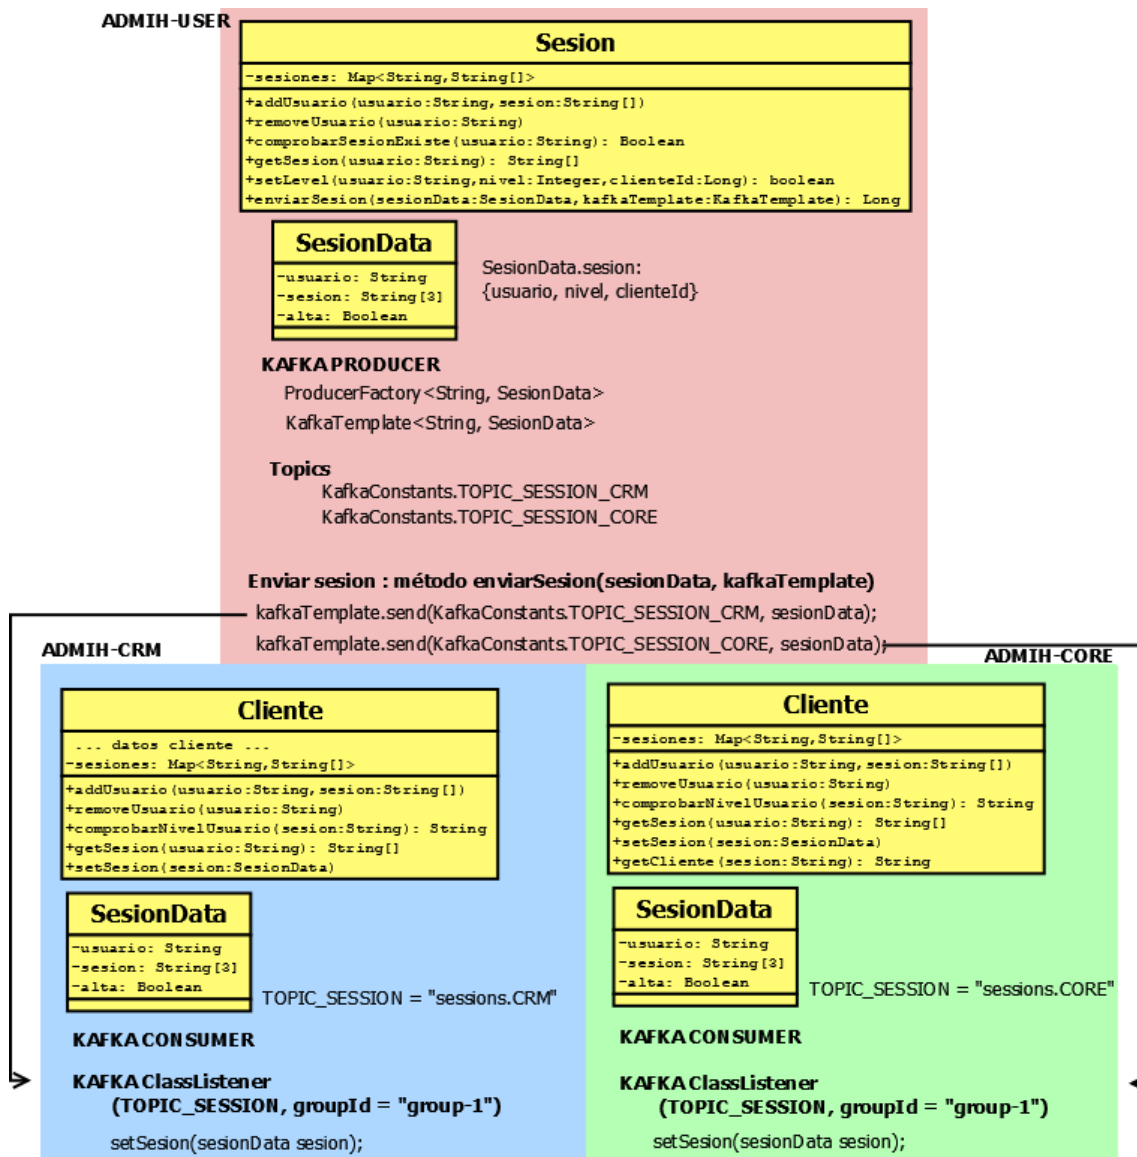 ADMIH-USER
Sesion
-sesiones: Map<String,String[]>
+addUsuario(usuario:String,sesion:String[])
+removeUsuario(usuario:String)
+comprobarSesionExiste(usuario:String): Boolean
+getSesion(usuario:String): String[]
+setLevel(usuario:String,nivel:Integer,clienteId:Long): boolean
+enviarSesion(sesionData:SesionData,kafkaTemplate:KafkaTemplate): Long
SesionData
-usuario: String
-sesion: String[3]
-alta: Boolean
SesionData.sesion:
{usuario, nivel, clienteId}
KAFKA PRODUCER
ProducerFactory<String, SesionData>
KafkaTemplate<String, SesionData>
Topics
KafkaConstants.TOPIC_SESSION_CRM
KafkaConstants.TOPIC_SESSION_CORE
Enviar sesion : método enviarSesion(sesionData, kafkaTemplate)
kafkaTemplate.send(KafkaConstants.TOPIC_SESSION_CRM, sesionData);
kafkaTemplate.send(KafkaConstants.TOPIC_SESSION_CORE, sesionData);
ADMIH-CRM
Cliente
... datos cliente ...
-sesiones: Map<String,String[]>
+addUsuario(usuario:String,sesion:String[])
+removeUsuario(usuario:String)
+comprobarNivelUsuario(sesion:String): String
+getSesion(usuario:String): String[]
+setSesion(sesion:SesionData)
SesionData
-usuario: String
-sesion: String[3]
-alta: Boolean
TOPIC_SESSION = "sessions.CRM"
KAFKA CONSUMER
KAFKA ClassListener
(TOPIC_SESSION, groupId = "group-1")
setSesion(sesionData sesion);
ADMIH-CORE
Cliente
-sesiones: Map<String,String[]>
+addUsuario(usuario:String,sesion:String[])
+removeUsuario(usuario:String)
+comprobarNivelUsuario(sesion:String): String
+getSesion(usuario:String): String[]
+setSesion(sesion:SesionData)
+getCliente(sesion:String): String
SesionData
-usuario: String
-sesion: String[3]
-alta: Boolean
TOPIC_SESSION = "sessions.CORE"
KAFKA CONSUMER
KAFKA ClassListener
(TOPIC_SESSION, groupId = "group-1")
setSesion(sesionData sesion);